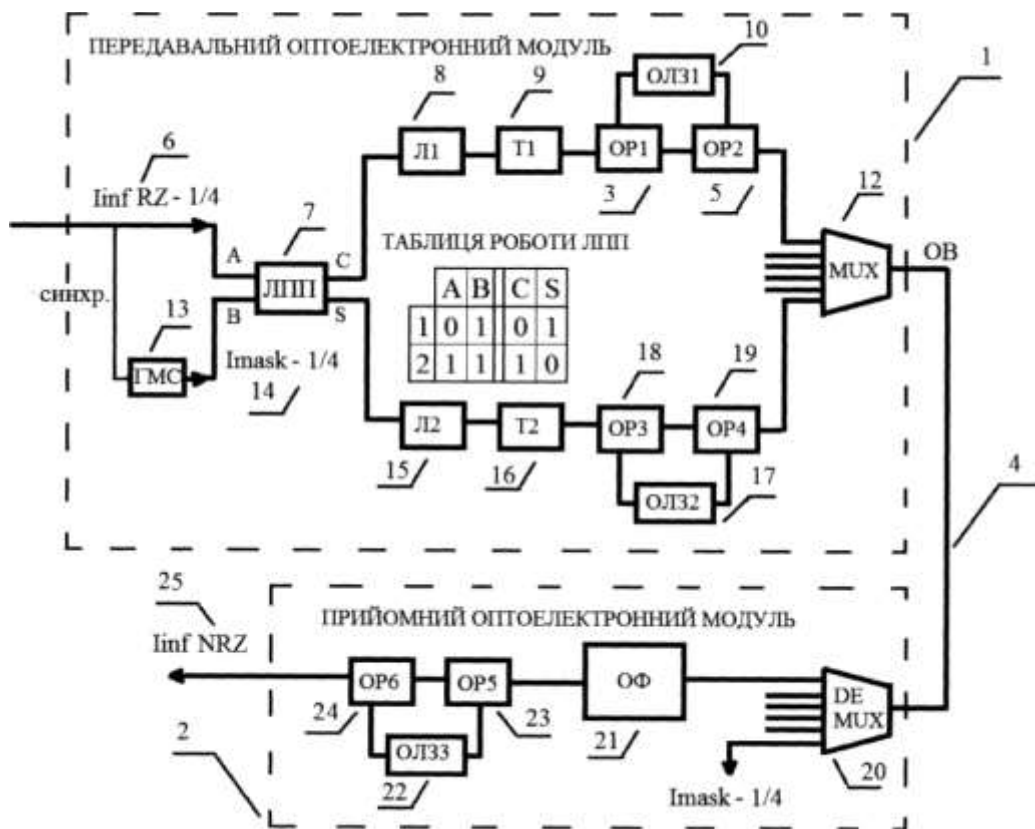 ПЕРЕДАВАЛЬНИЙ ОПТОЕЛЕКТРОННИЙ МОДУЛЬ
10
1
8
9
ОЛЗ1
6
Л1
Т1
ОР1
ОР2
Iinf RZ - 1/4
3
5
12
7
ТАБЛИЦЯ РОБОТИ ЛПП
A
C
ЛПП
MUX
ОВ
синхр.
B
S
A B C S
1 0 1 0 1
2 1 1 1 0
13
ГМС
Imask - 1/4
14
18
19
Л2
Т2
ОР3
ОР4
15
16
17
4
ОЛЗ2
25
ПРИЙОМНИЙ ОПТОЕЛЕКТРОННИЙ МОДУЛЬ
Iinf NRZ
ОР6
ОР5
ОФ
DE
MUX
24
23
21
2
ОЛЗ3
22
20
Imask - 1/4